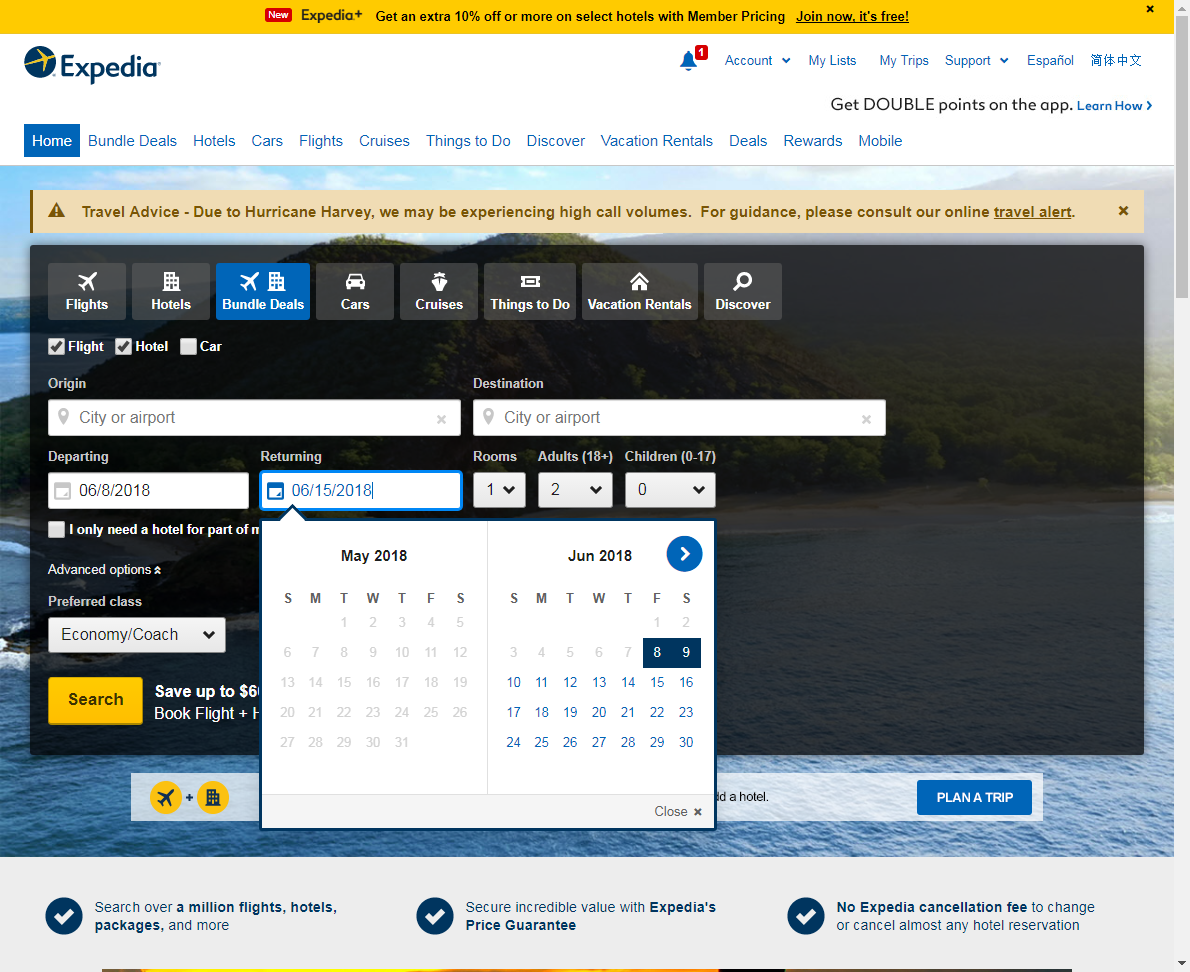 New Expedia+ Get an extra 10% off or more on select hotels with Member Pricing Join now, it's free!
Expedia
1
Account My Lists My Trips Support Español 简体中文
Get DOUBLE points on the app. Learn How
Home Bundle Deals Hotels Cars Flights Cruises Things to Do Discover Vacation Rentals Deals Rewards Mobile
Travel Advice - Due to Hurricane Harvey, we may be experiencing high call volumes. For guidance, please consult our online travel alert.
Flights Hotels Bundle Deals Cars Cruises Things to Do Vacation Rentals Discover
Flight Hotel Car
Origin Destination
City or airport City or airport
Departing Returning Rooms Adults (18+) Children (0-17)
06/8/2018 06/15/2018 1 2 0
I only need a hotel for part of
Advanced options
Preferred class
Economy/Coach
Search
Save up to $6
Book Flight +
May 2018
S M T W T F S
1 2 3 4 5
6 7 8 9 10 11 12
13 14 15 16 17 18 19
20 21 22 23 24 25 26
27 28 29 30 31
Jun 2018
S M T W T F S
1 2
3 4 5 6 7 8 9
10 11 12 13 14 15 16
17 18 19 20 21 22 23
24 25 26 27 28 29 30
Close
+
a hotel.
PLAN A TRIP
Search over a million flights, hotels,
packages, and more
Secure incredible value with Expedia's
Price Guarantee
No Expedia cancellation fee to change
or cancel almost any hotel reservation